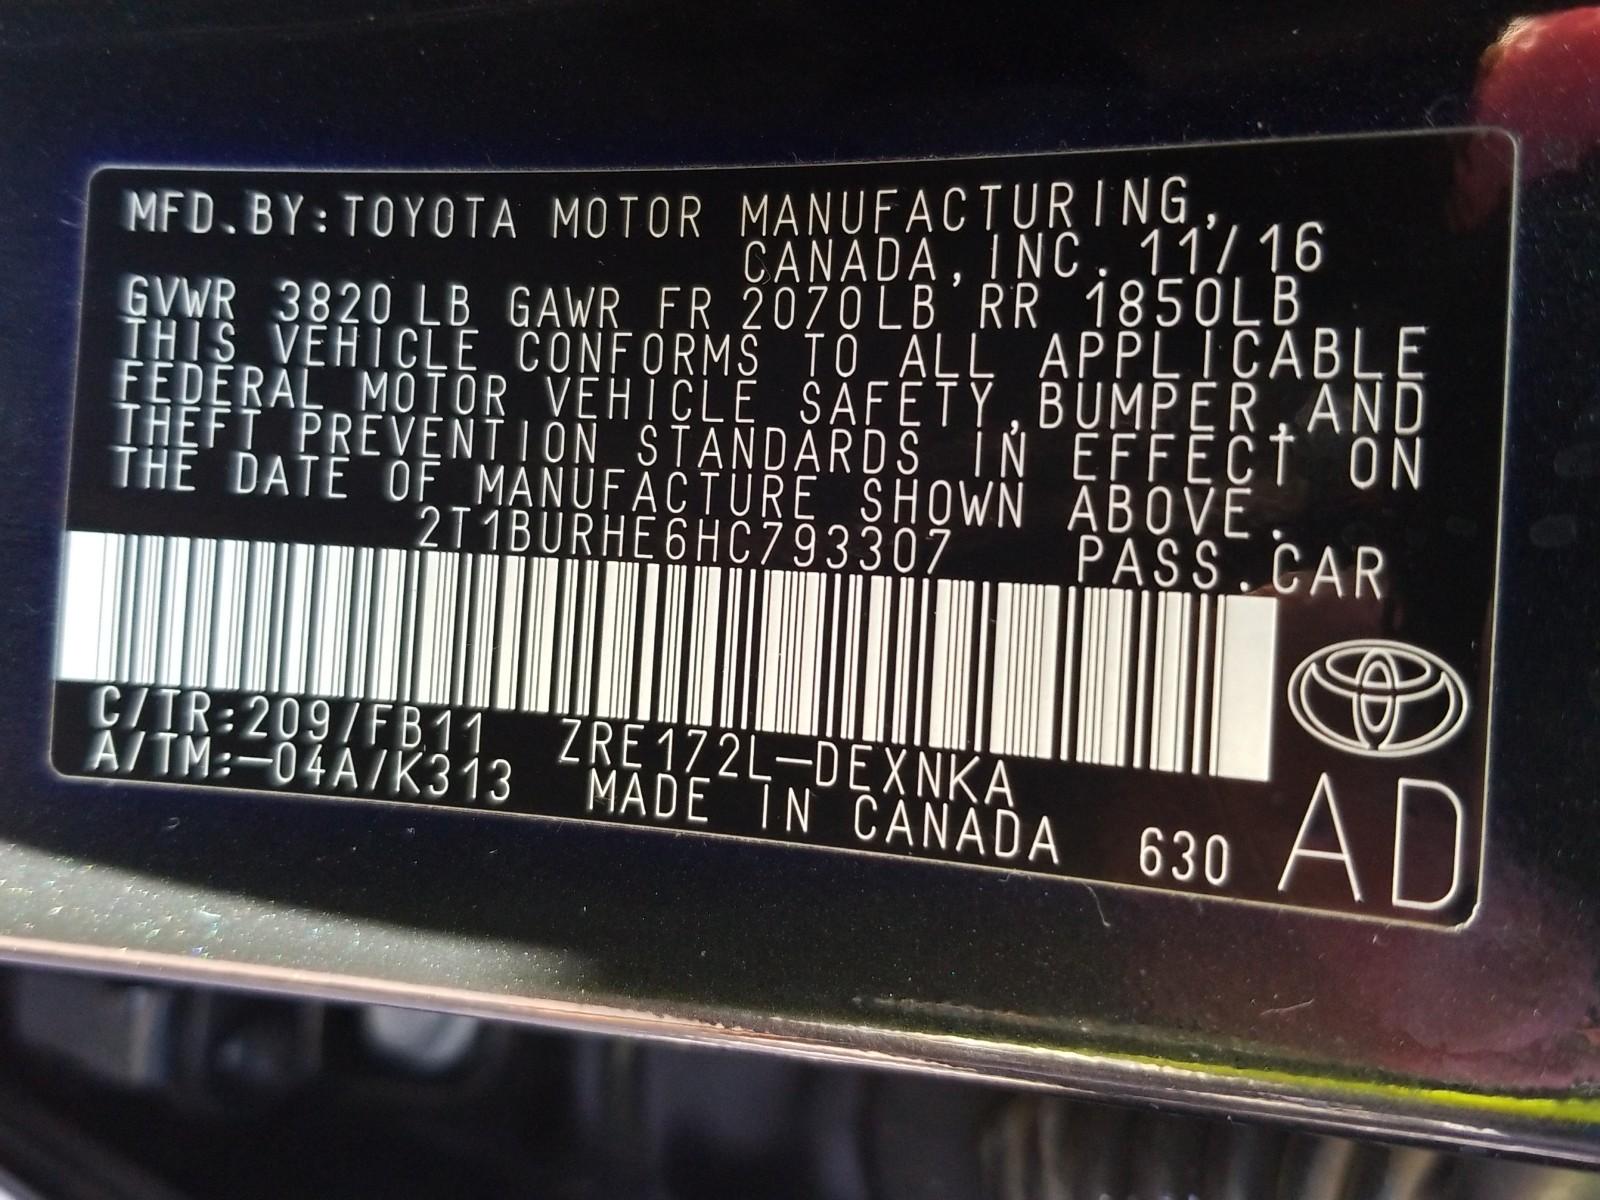 MFD.BY:TOYOTA MOTOR MANUFACTURING,
CANADA,INC. 11/16
GVWR 3820LB GAWR FR 2070LB RR 1850LB
THIS VEHICLE CONFORMS TO ALL APPLICABLE
FEDERAL MOTOR VEHICLE SAFETY,BUMPER,AND
THEFT PREVENTION STANDARDS IN EFFECT ON
THE DATE OF MANUFACTURE SHOWN ABOVE.
2T1BURHE6HC793307 PASS.CAR
C/TR:209/FB11 ZRE172L-DEXNKA
A/TM:-04A/K313 MADE IN CANADA 630 AD